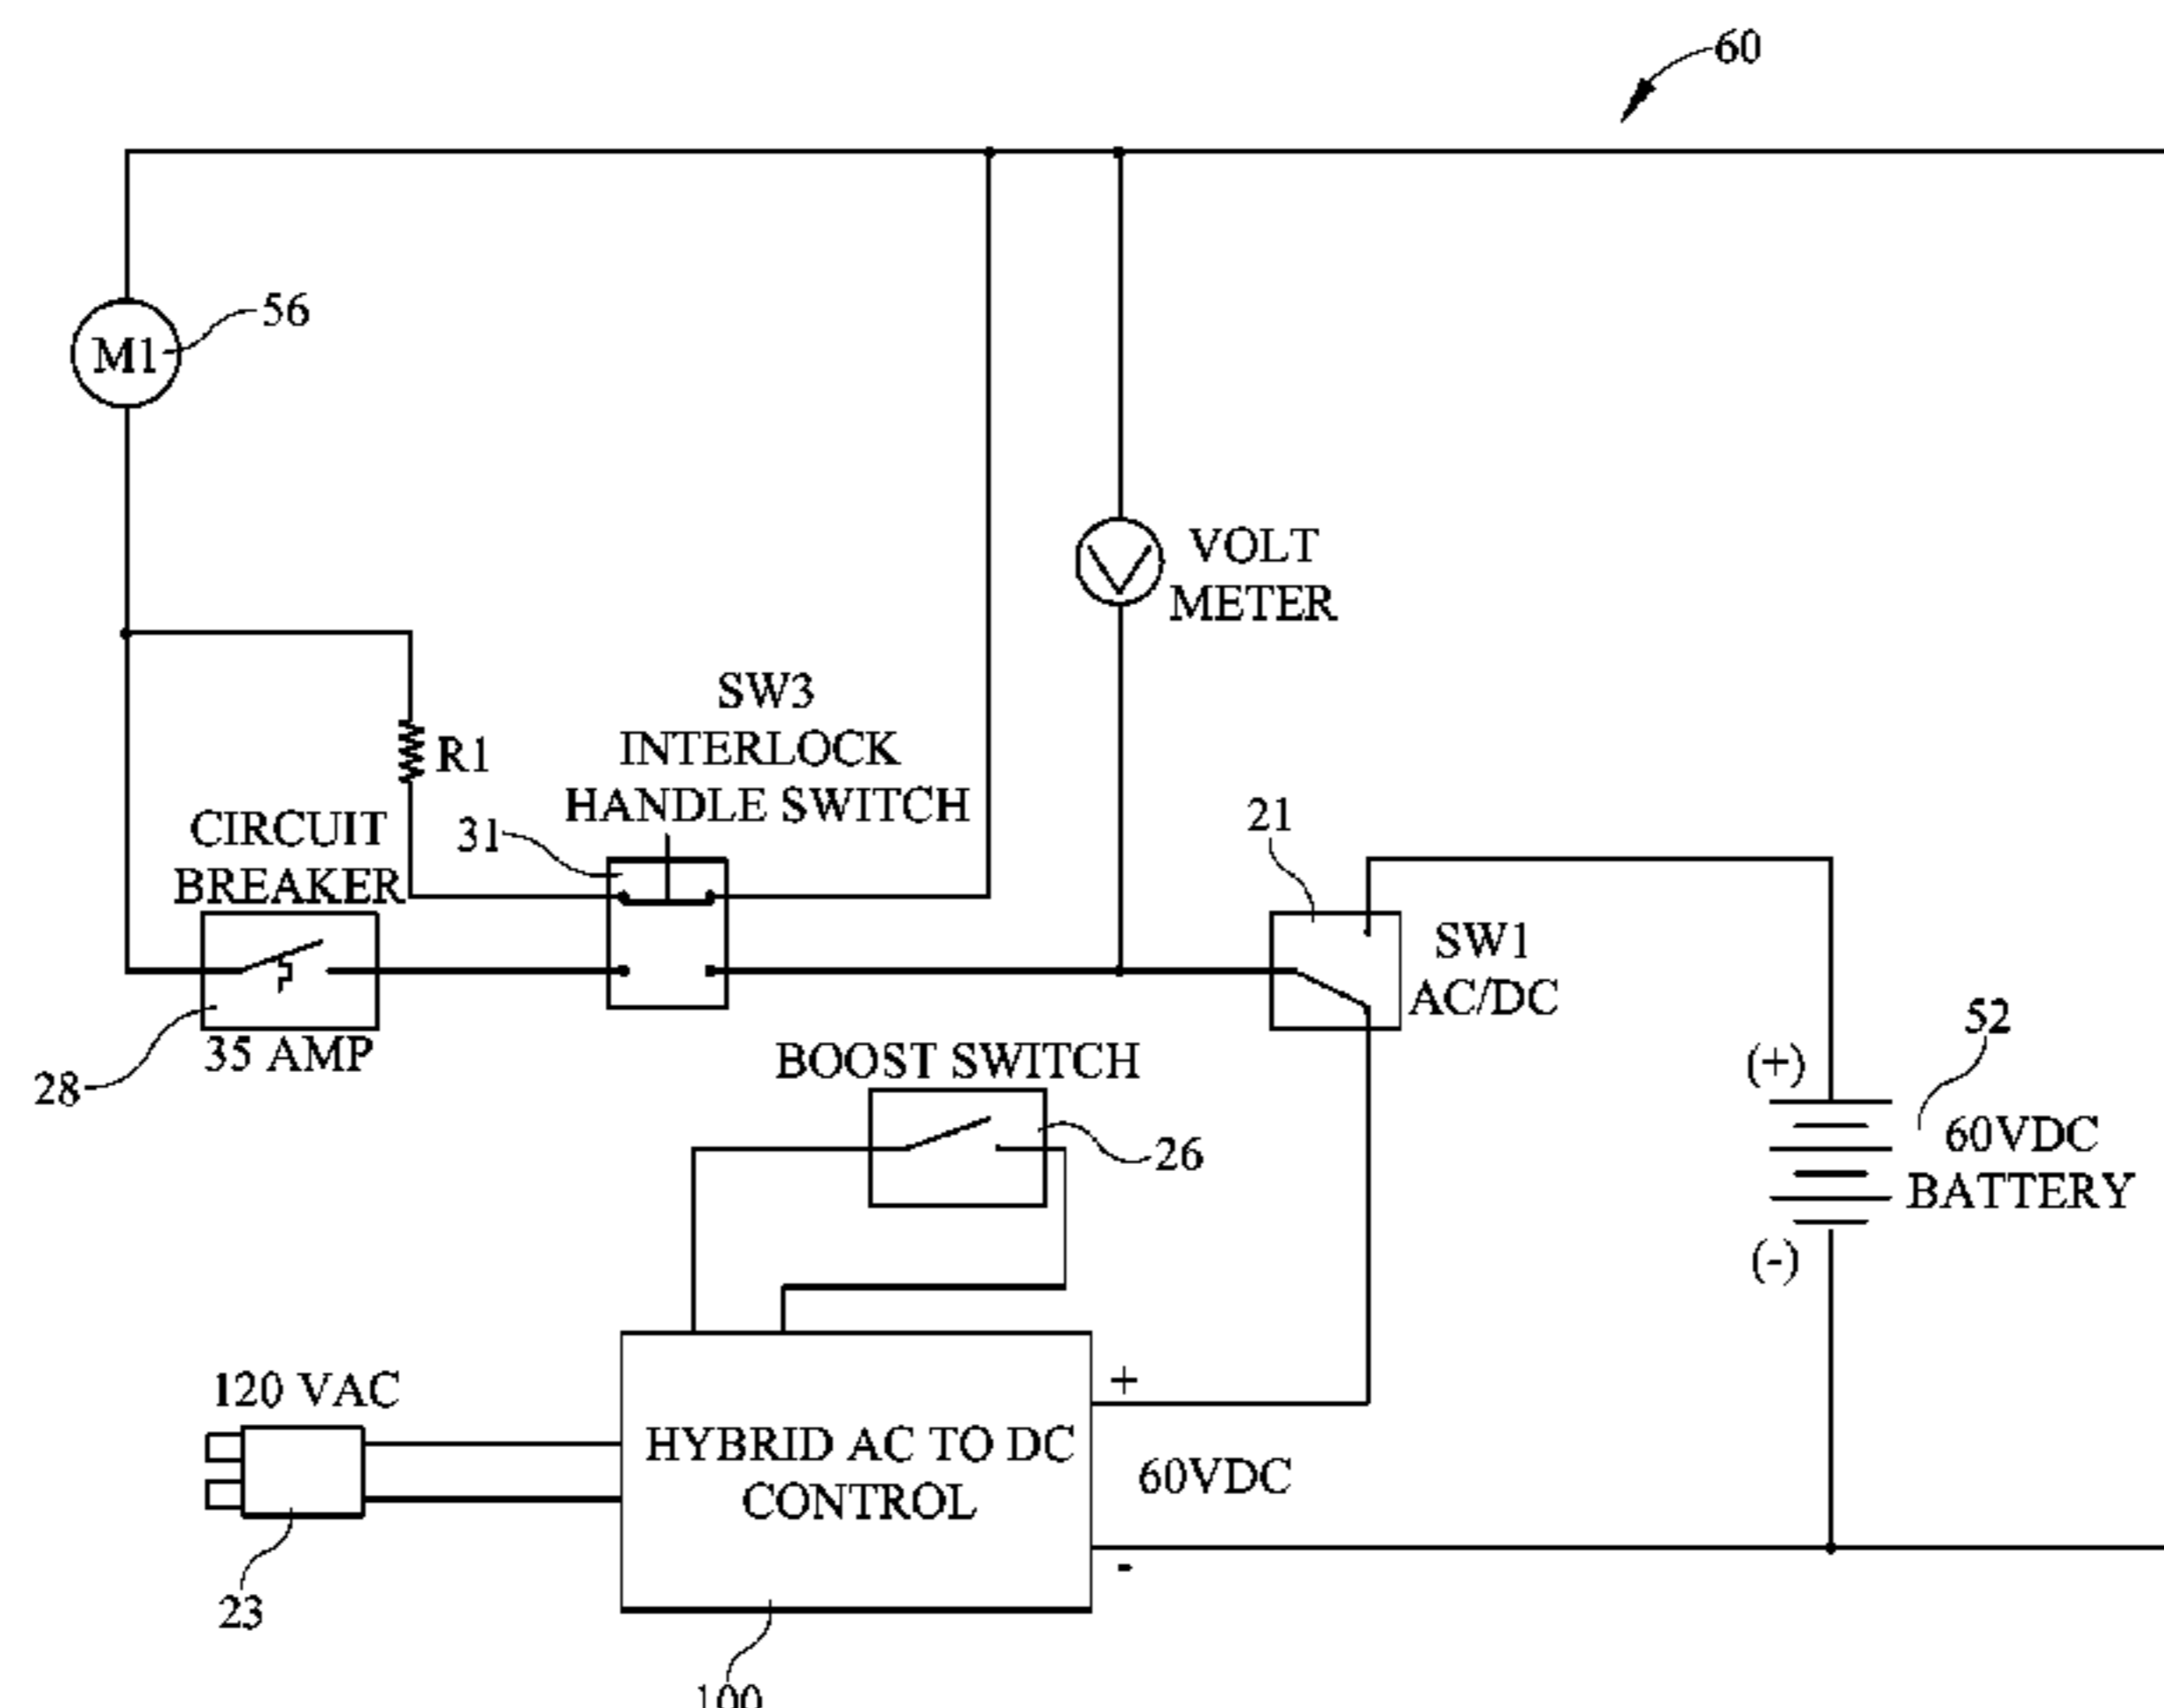 60
M1
56
VOLT
METER
SW3
INTERLOCK
HANDLE SWITCH
R1
31
CIRCUIT
BREAKER
35 AMP
28
21
SW1
AC/DC
BOOST SWITCH
26
(+)
52
60VDC
BATTERY
(-)
120 VAC
23
HYBRID AC TO DC
CONTROL
+
60VDC
-
100